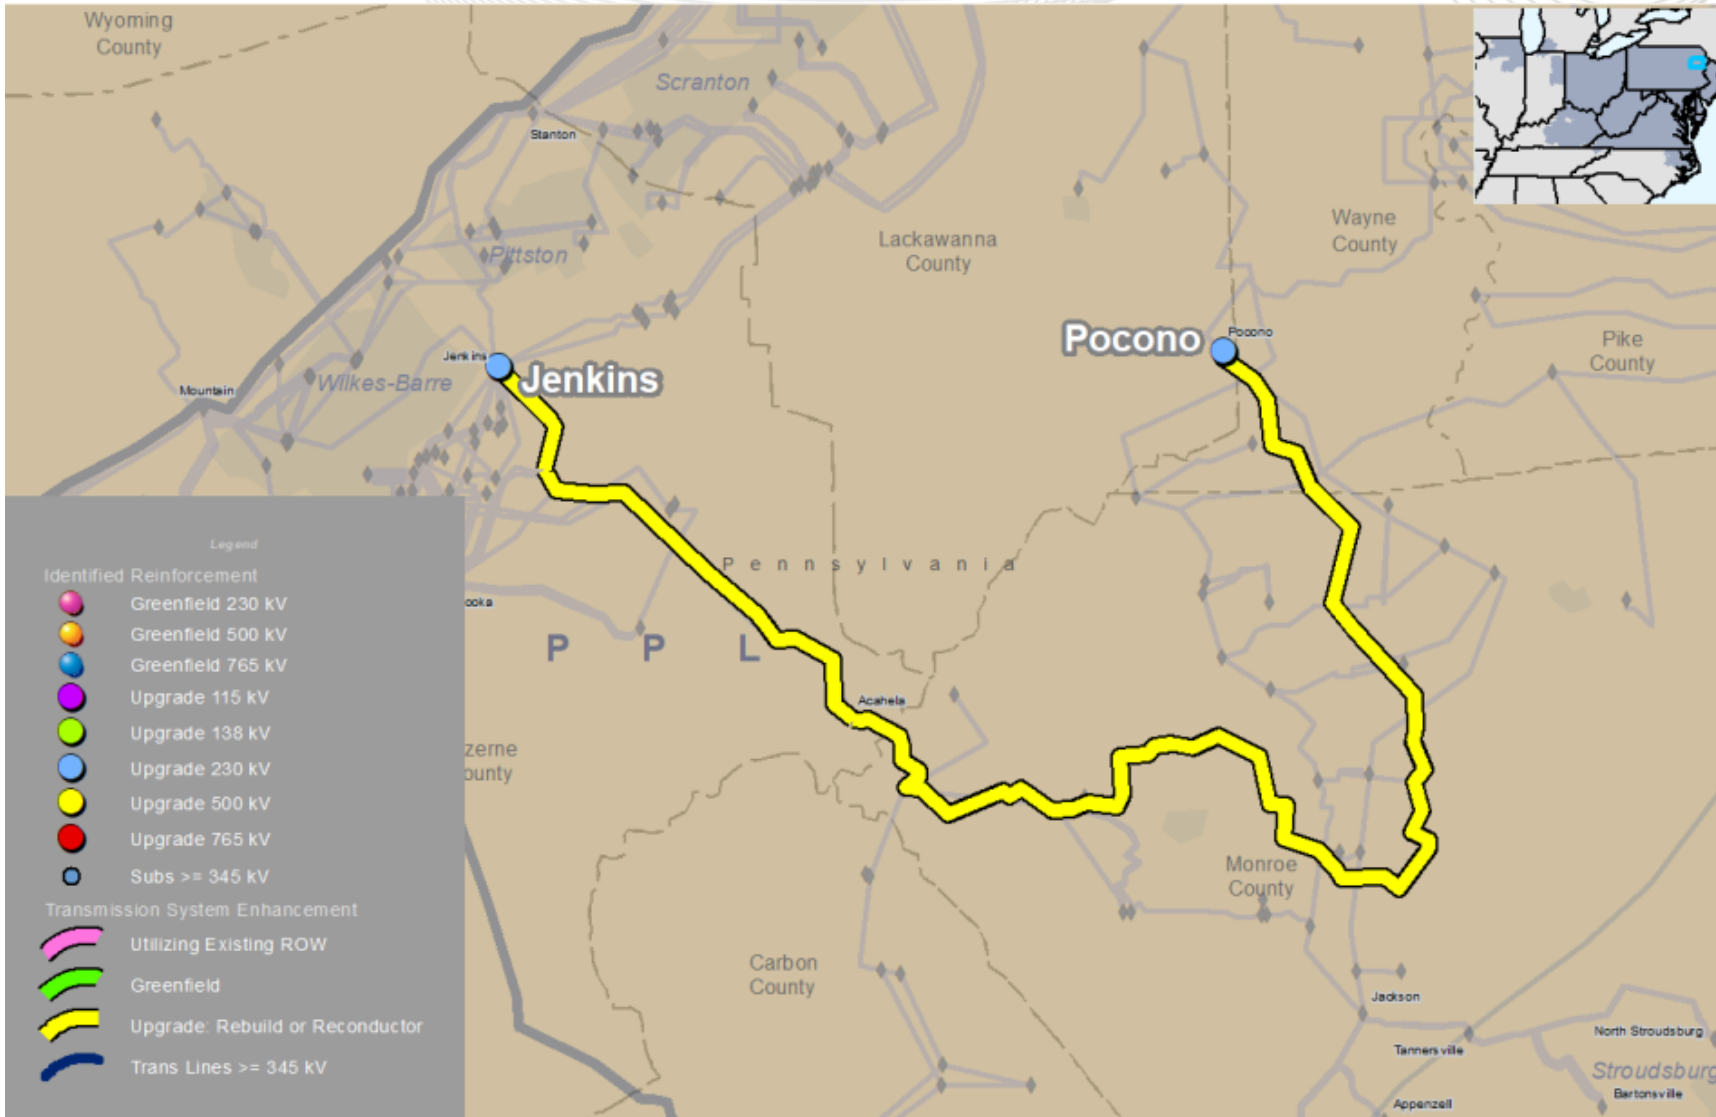 Wyoming
County
Scranton
Stanton
Lackawanna
County
Wayne
County
Pittston
Pocono
Pocono
Pike
County
Jenkins
Jenkins
Wilkes-Barre
Mountain
Pennsylvania
ooka
P P L
Acahela
zerne
ounty
Monroe
County
Carbon
County
Jackson
North Stroudsburg
Tannersville
Stroudsburg
Bartonsville
Appenzell
Legend
Identified Reinforcement
Greenfield 230 kV
Greenfield 500 kV
Greenfield 765 kV
Upgrade 115 kV
Upgrade 138 kV
Upgrade 230 kV
Upgrade 500 kV
Upgrade 765 kV
Subs >= 345 kV
Transmission System Enhancement
Utilizing Existing ROW
Greenfield
Upgrade: Rebuild or Reconductor
Trans Lines >= 345 kV